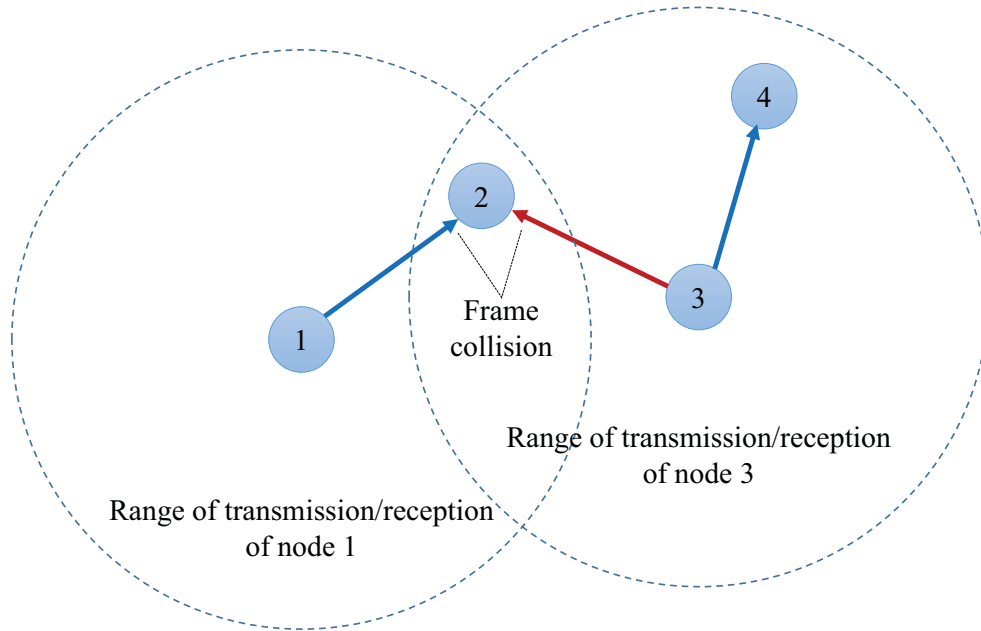 4
2
3
1
Frame
collision
Range of transmission/reception
of node 3
Range of transmission/reception
of node 1